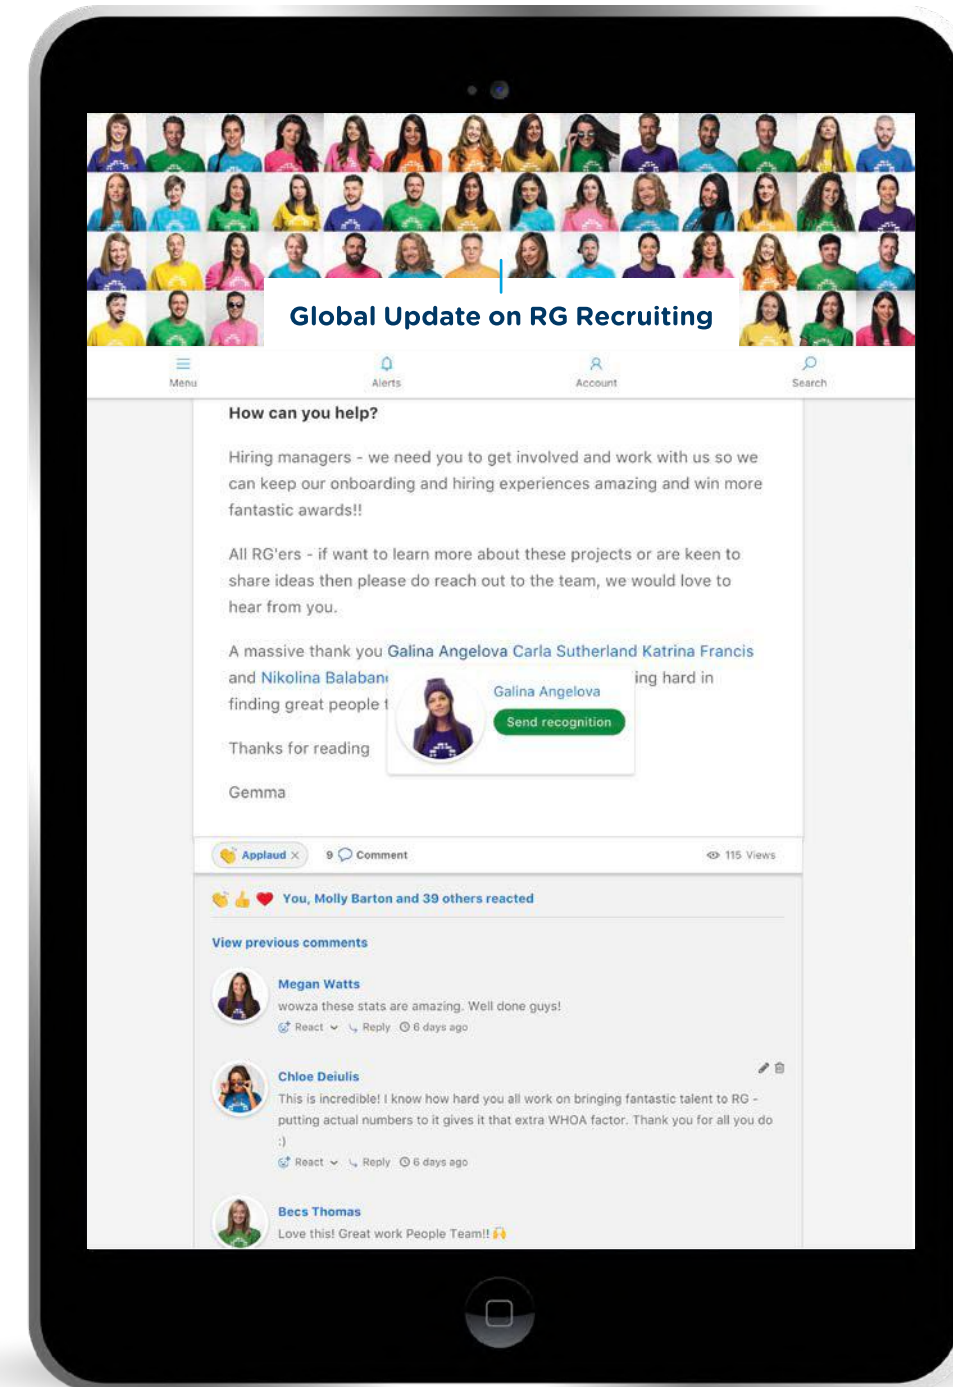 Global Update on RG Recruiting
Menu
Alerts
Account
Search
How can you help?
Hiring managers - we need you to get involved and work with us so we
can keep our onboarding and hiring experiences amazing and win more
fantastic awards!!
All RG'ers - if want to learn more about these projects or are keen to
share ideas then please do reach out to the team, we would love to
hear from you.
A massive thank you Galina Angelova Carla Sutherland Katrina Francis
and Nikolina ing hard in
finding great people
Galina Angelova
Send recognition
Thanks for reading
Gemma
Applaud ×
9 Comment
115 Views
You, Molly Barton and 39 others reacted
View previous comments
Megan Watts
wowza these stats are amazing. Well done guys!
React Reply 6 days ago
Chloe Deiulis
This is incredible! I know how hard you all work on bringing fantastic talent to RG -
putting actual numbers to it gives it that extra WHOA factor. Thank you for all you do
:)
React Reply 6 days ago
Becs Thomas
Love this! Great work People Team!! 🙌